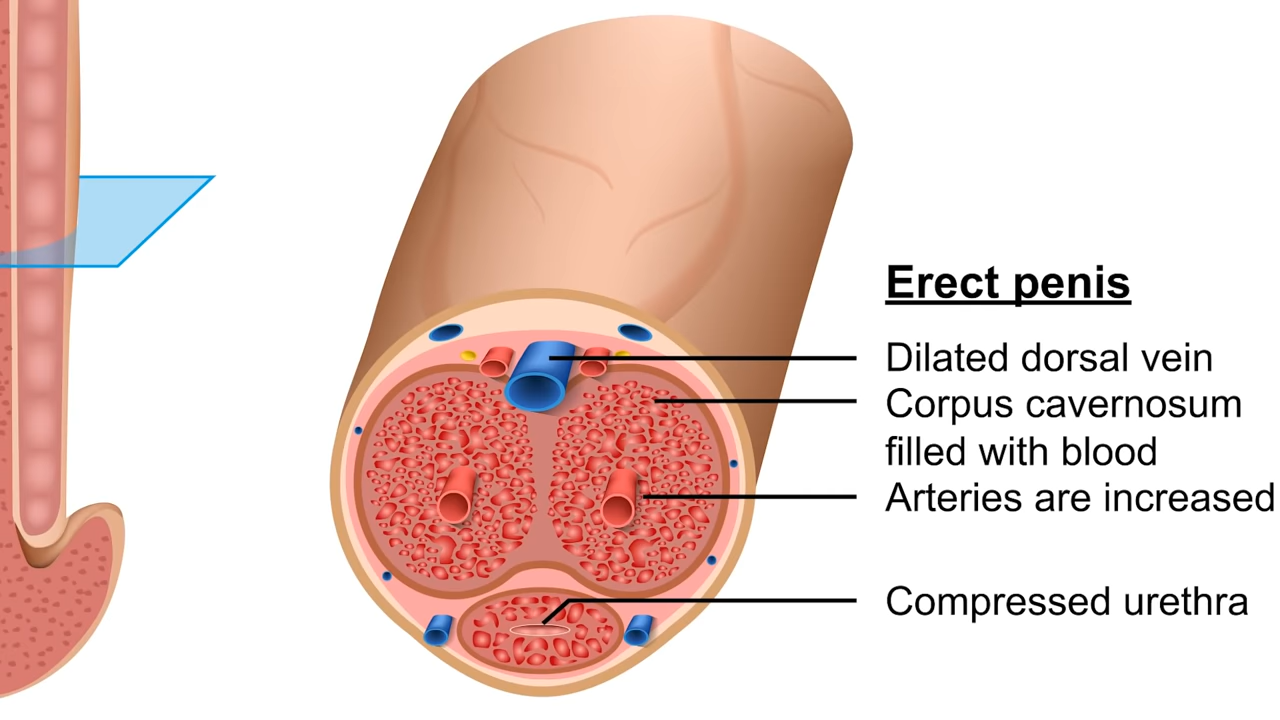 Erect penis
Dilated dorsal vein
Corpus cavernosum
filled with blood
Arteries are increased
Compressed urethra